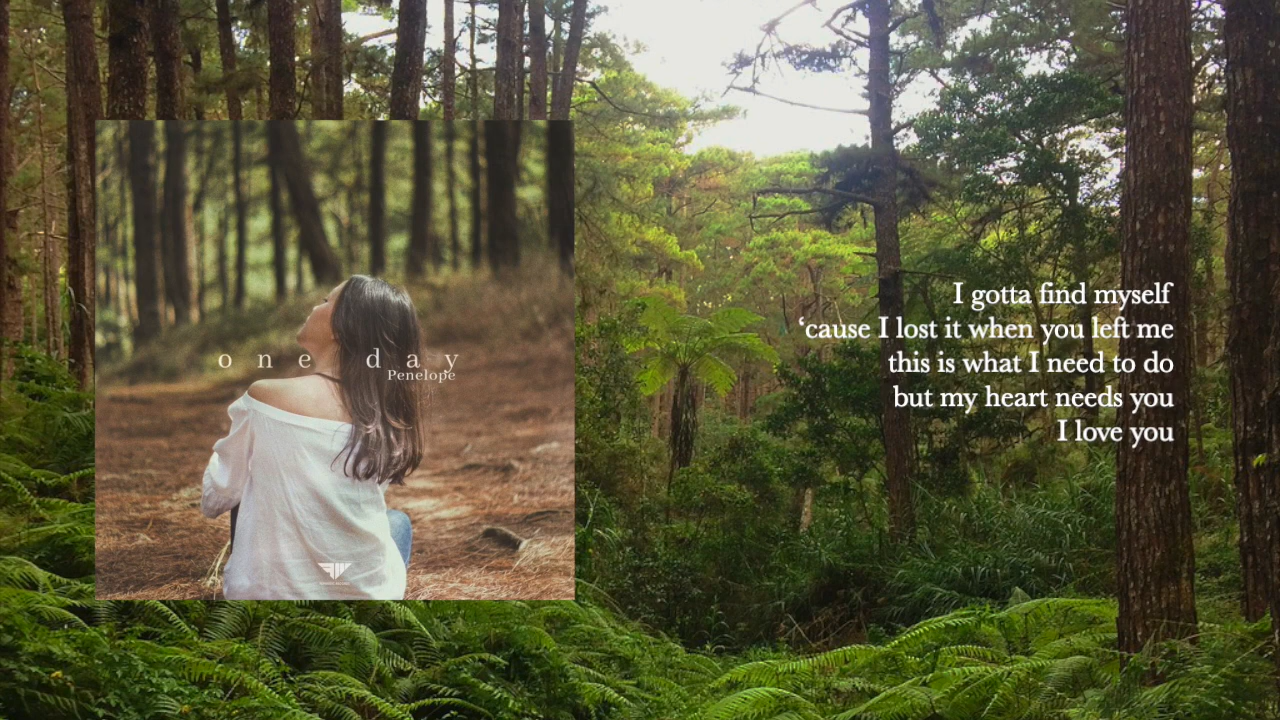 one day
Penelope
I gotta find myself
‘cause I lost it when you left me
this is what I need to do
but my heart needs you
I love you